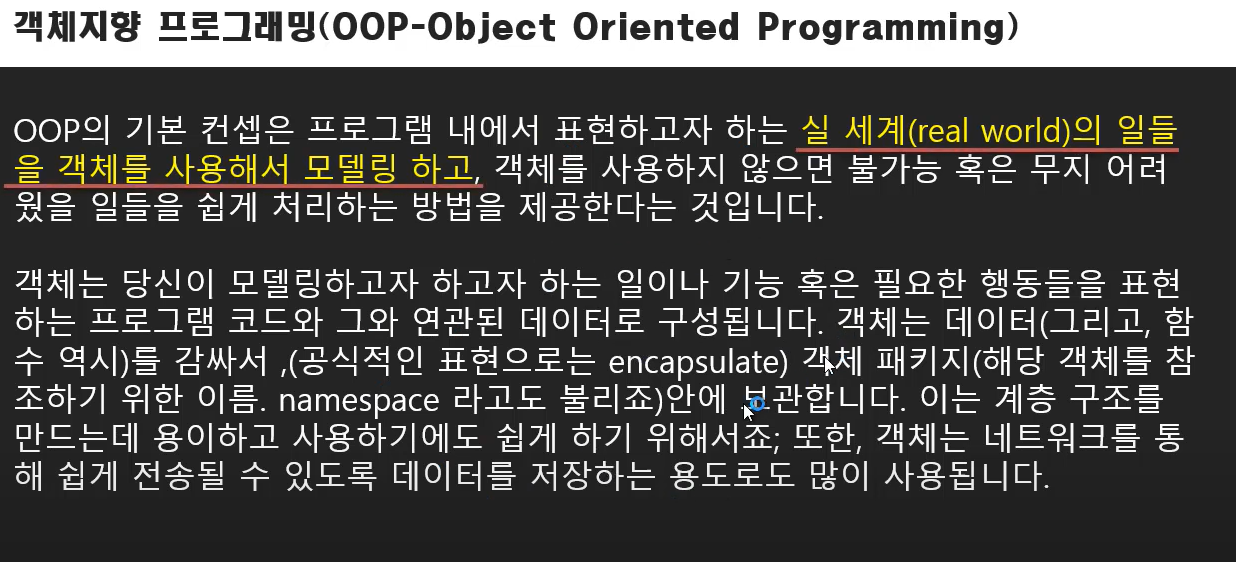 객체지향 프로그래밍(OOP-Object Oriented Programming)
OOP의 기본 컨셉은 프로그램 내에서 표현하고자 하는 실 세계(real world)의 일들
을 객체를 사용해서 모델링 하고, 객체를 사용하지 않으면 불가능 혹은 무지 어려
웠을 일들을 쉽게 처리하는 방법을 제공한다는 것입니다.
객체는 당신이 모델링하고자 하고자 하는 일이나 기능 혹은 필요한 행동들을 표현
하는 프로그램 코드와 그와 연관된 데이터로 구성됩니다. 객체는 데이터(그리고, 함
수 역시)를 감싸서 ,(공식적인 표현으로는 encapsulate) 객체 패키지(해당 객체를 참
조하기 위한 이름. namespace 라고도 불리죠)안에 보관합니다. 이는 계층 구조를
만드는데 용이하고 사용하기에도 쉽게 하기 위해서죠; 또한, 객체는 네트워크를 통
해 쉽게 전송될 수 있도록 데이터를 저장하는 용도로도 많이 사용됩니다.